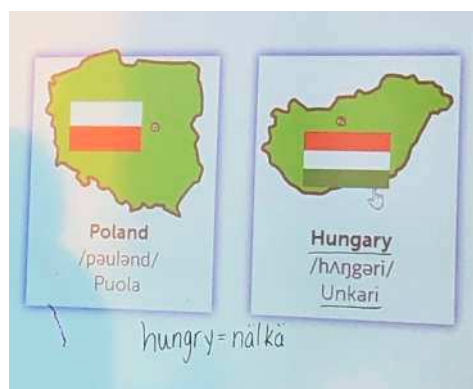 Poland
/pəulənd/
Puola
Hungary
/hʌŋgəri/
Unkari
hungry = nälkä